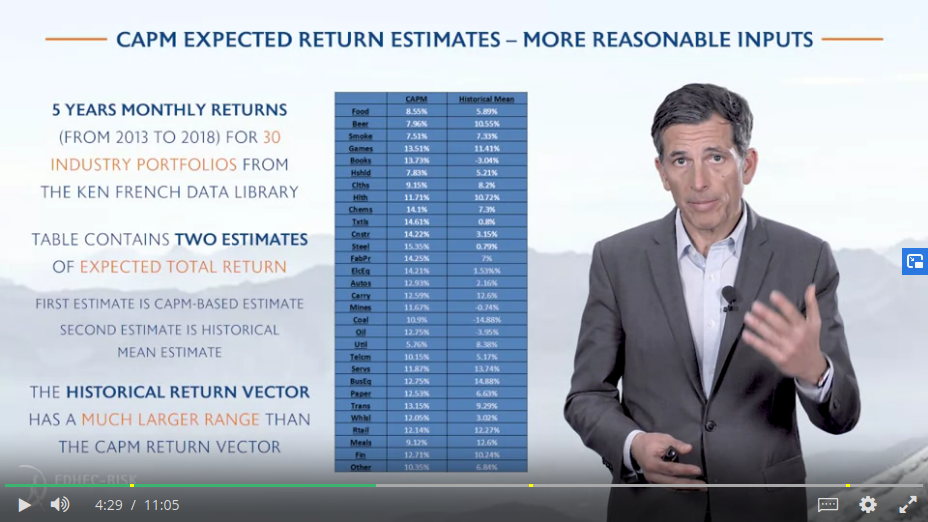 CAPM EXPECTED RETURN ESTIMATES – MORE REASONABLE INPUTS
5 YEARS MONTHLY RETURNS
(FROM 2013 TO 2018) FOR 30
INDUSTRY PORTFOLIOS FROM
THE KEN FRENCH DATA LIBRARY
TABLE CONTAINS TWO ESTIMATES
OF EXPECTED TOTAL RETURN
FIRST ESTIMATE IS CAPM-BASED ESTIMATE
SECOND ESTIMATE IS HISTORICAL
MEAN ESTIMATE
THE HISTORICAL RETURN VECTOR
HAS A MUCH LARGER RANGE THAN
THE CAPM RETURN VECTOR
CAPM Historical Mean
Food 8.55% 5.89%
Beer 7.96% 10.55%
Smoke 7.51% 7.33%
Games 13.51% 11.41%
Books 13.73% -3.04%
Hshld 7.83% 5.21%
Clths 9.15% 8.2%
Hlth 11.71% 10.72%
Chems 14.1% 7.3%
Txtls 14.61% 0.8%
Cnstr 14.22% 3.15%
Steel 15.35% 0.79%
FabPr 14.25% 7%
ElcEq 14.21% 1.53%%
Autos 12.93% 2.16%
Carry 12.59% 12.6%
Mines 11.67% -0.74%
Coal 10.9% -14.88%
Oil 12.75% -3.95%
Util 5.76% 8.38%
Telcm 10.15% 5.17%
Servs 11.87% 13.74%
BusEq 12.75% 14.88%
Paper 12.53% 6.63%
Trans 13.15% 9.29%
Whlsl 12.05% 3.02%
Rtail 12.14% 12.27%
Meals 9.12% 12.6%
Fin 12.71% 10.24%
Other 10.35% 6.84%
EDHEC-RISK
4:29 / 11:05